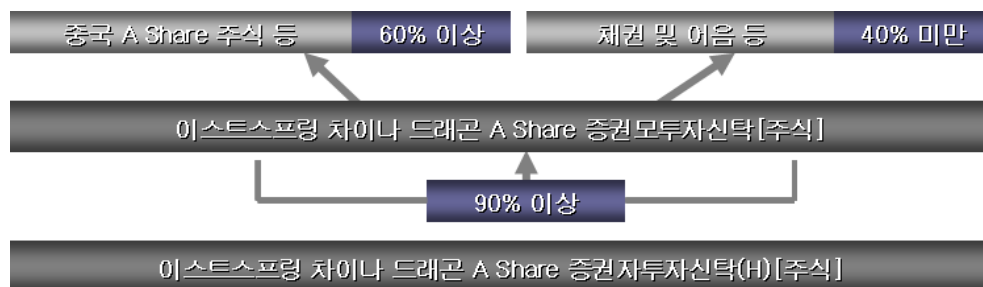 중국 A Share 주식 등 60% 이상 채권 및 어음 등 40% 미만
이스트스프링 차이나 드래곤 A Share 증권모투자신탁[주식]
90% 이상
이스트스프링 차이나 드래곤 A Share 증권자투자신탁(H)[주식]